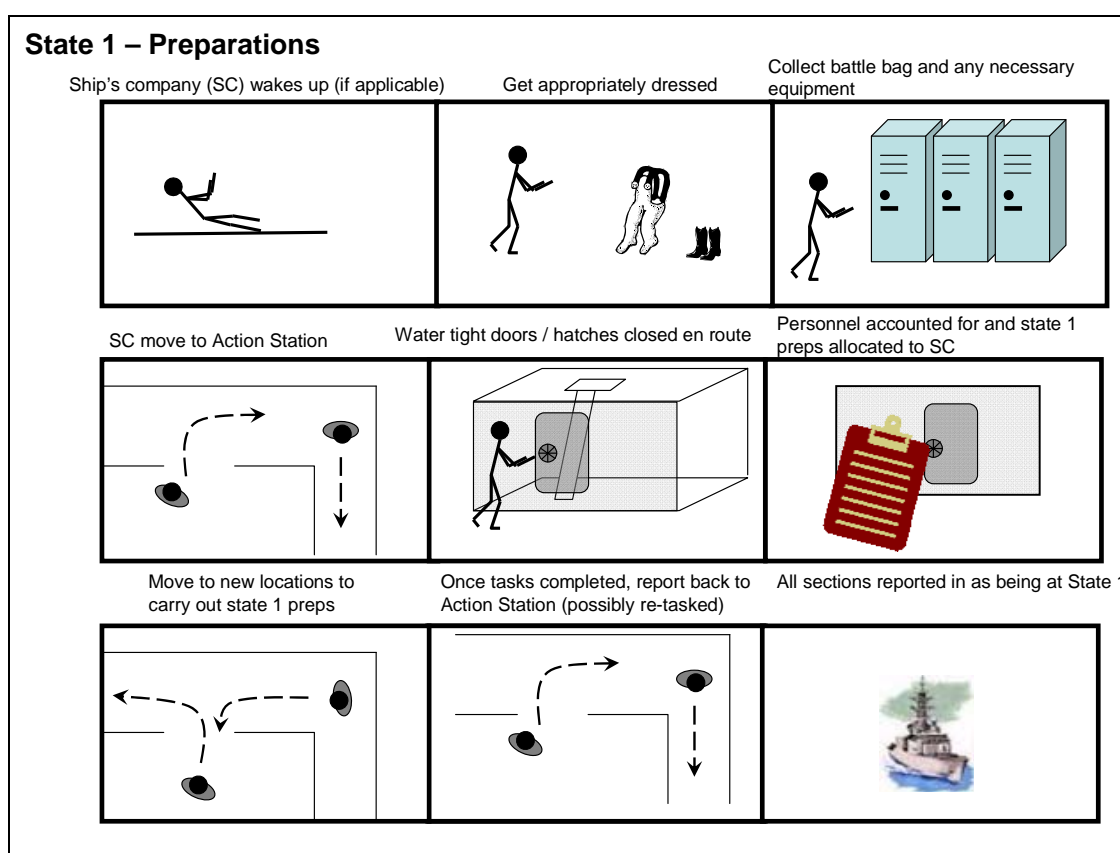 State 1 – Preparations
Ship's company (SC) wakes up (if applicable)
Get appropriately dressed
Collect battle bag and any necessary
equipment
SC move to Action Station
Water tight doors / hatches closed en route
Personnel accounted for and state 1
preps allocated to SC
Move to new locations to
carry out state 1 preps
Once tasks completed, report back to
Action Station (possibly re-tasked)
All sections reported in as being at State 1